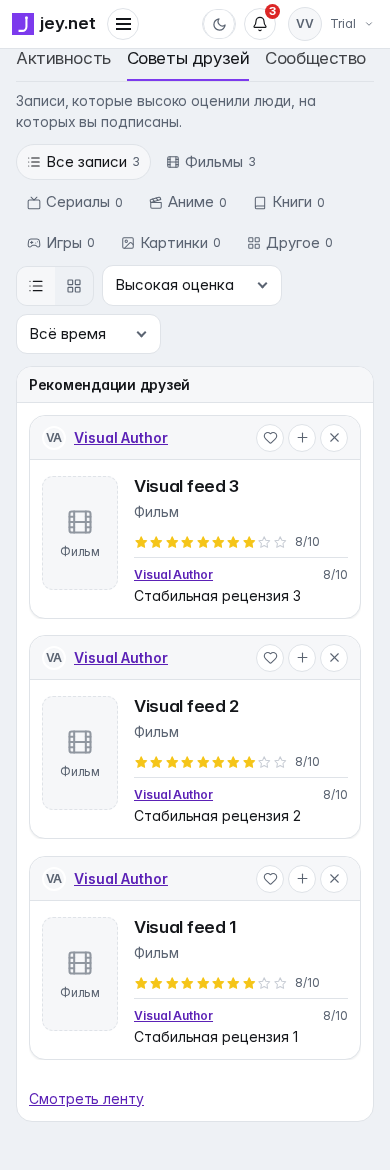 jey.net
3
VV
Trial
Активность
Советы друзей
Сообщество
Записи, которые высоко оценили люди, на
которых вы подписаны.
Все записи 3
Фильмы 3
Сериалы 0
Аниме 0
Книги 0
Игры 0
Картинки 0
Другое 0
Высокая оценка
Всё время
Рекомендации друзей
VA
Visual Author
Фильм
Visual feed 3
Фильм
8/10
Visual Author
8/10
Стабильная рецензия 3
VA
Visual Author
Фильм
Visual feed 2
Фильм
8/10
Visual Author
8/10
Стабильная рецензия 2
VA
Visual Author
Фильм
Visual feed 1
Фильм
8/10
Visual Author
8/10
Стабильная рецензия 1
Смотреть ленту